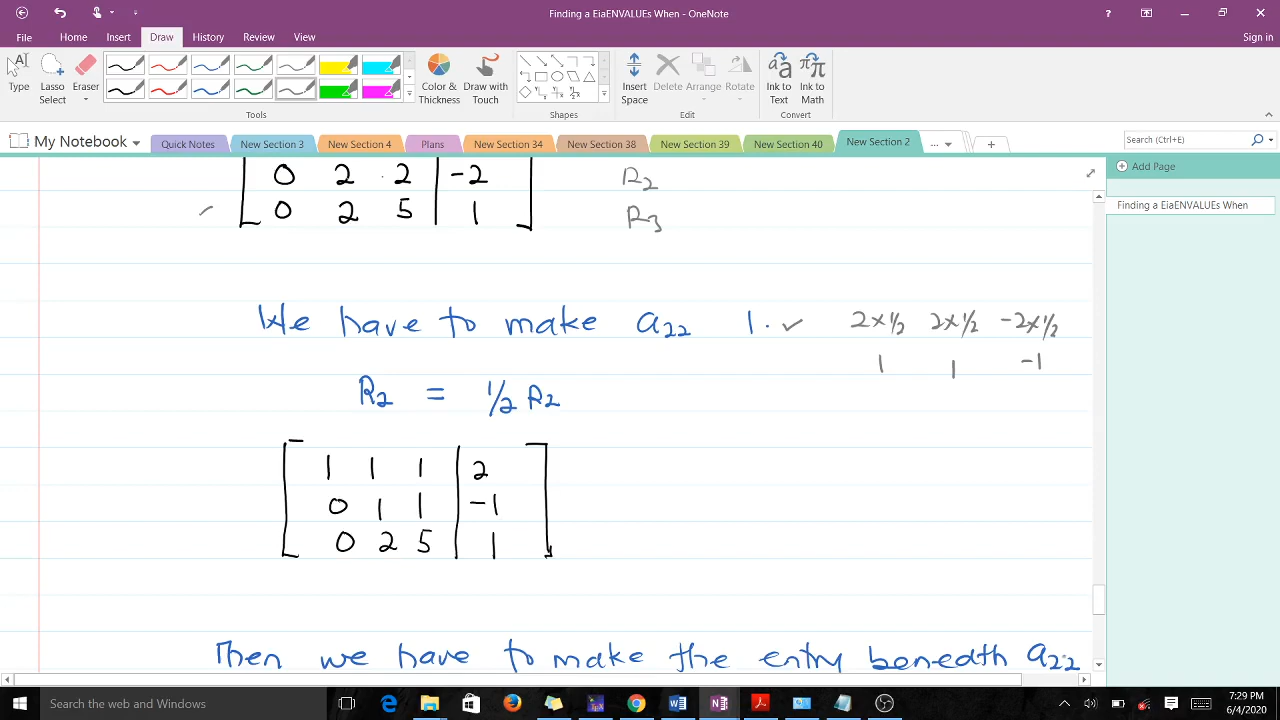 Finding a EiaENVALUEs When - OneNote
File Home Insert Draw History Review View Sign in
Type Lasso Select Eraser Color & Thickness Draw with Touch Insert Space Delete Arrange Rotate Ink to Text Ink to Math
Tools Shapes Edit Convert
My Notebook Quick Notes New Section 3 New Section 4 Plans New Section 34 New Section 38 New Section 39 New Section 40 New Section 2 ... Search (Ctrl+E)
Add Page
Finding a EiaENVALUEs When
0 2 2 | -2 R2
0 2 5 | 1 R3
We have to make a22 1. ✓ 2x1/2 2x1/2 -2x1/2
1 1 -1
R2 = 1/2 R2
1 1 1 | 2
0 1 1 | -1
0 2 5 | 1
Then we have to make the entry beneath a22
Search the web and Windows
7:29 PM
6/4/2020